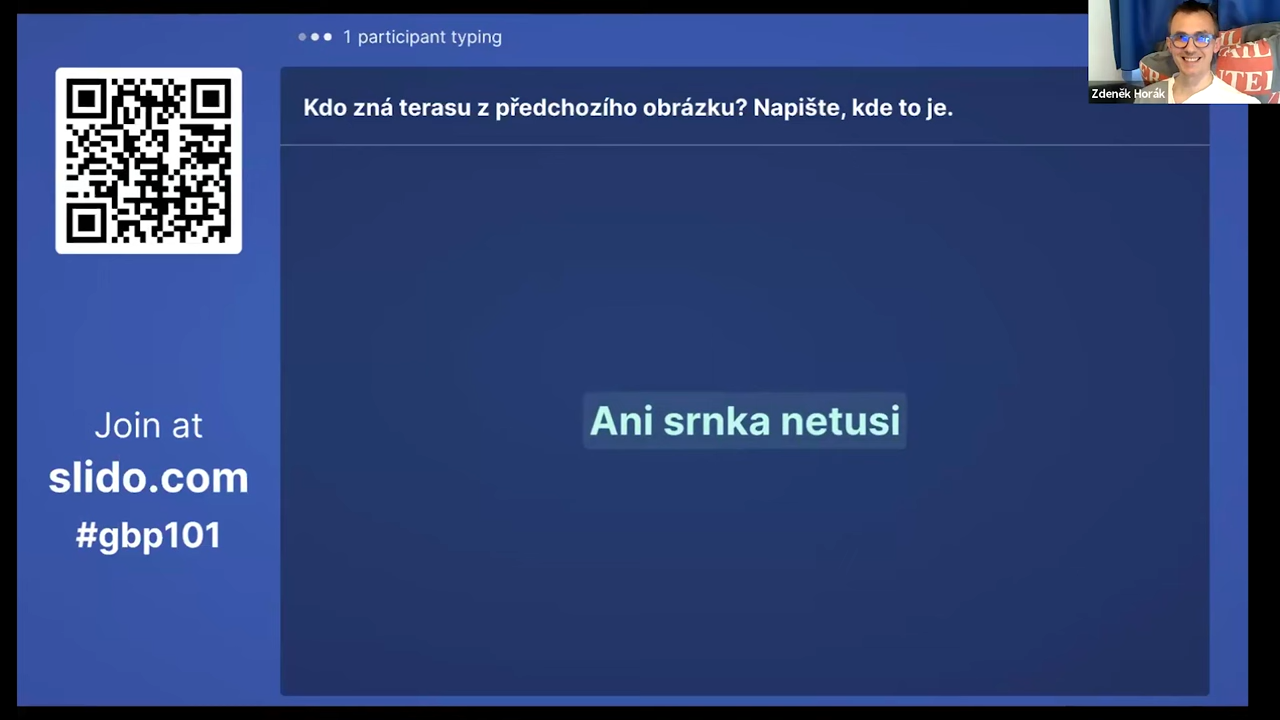 1 participant typing
Kdo zná terasu z předchozího obrázku? Napište, kde to je.
Zdeněk Horák
Ani srnka netusi
Join at
slido.com
#gbp101